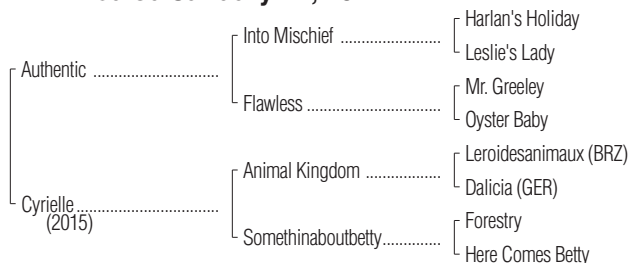 Harlan's Holiday
Into Mischief ....................
Leslie's Lady
Authentic .........................
Mr. Greeley
Flawless ...........................
Oyster Baby
Leroidesanimaux (BRZ)
Animal Kingdom ...............
Dalicia (GER)
Cyrielle ............................
(2015)
Forestry
Somethinaboutbetty............
Here Comes Betty